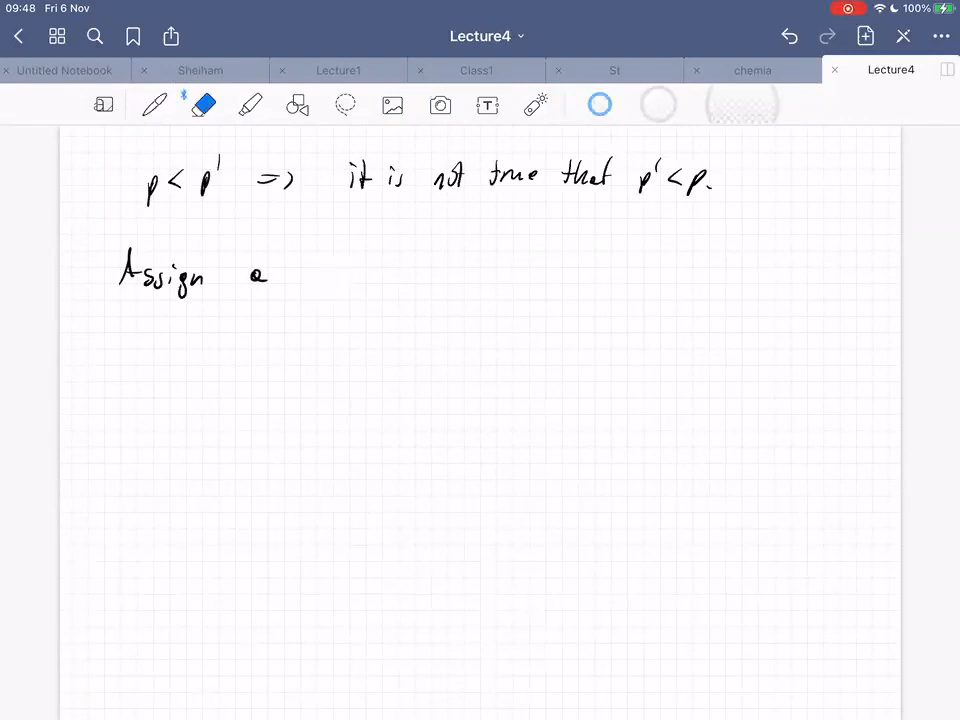 09:48 Fri 6 Nov
100%
Lecture4
Untitled Notebook
Sheiham
Lecture1
Class1
St
chemia
Lecture4
T
p < p' => it is not true that p' < p.
Assign a